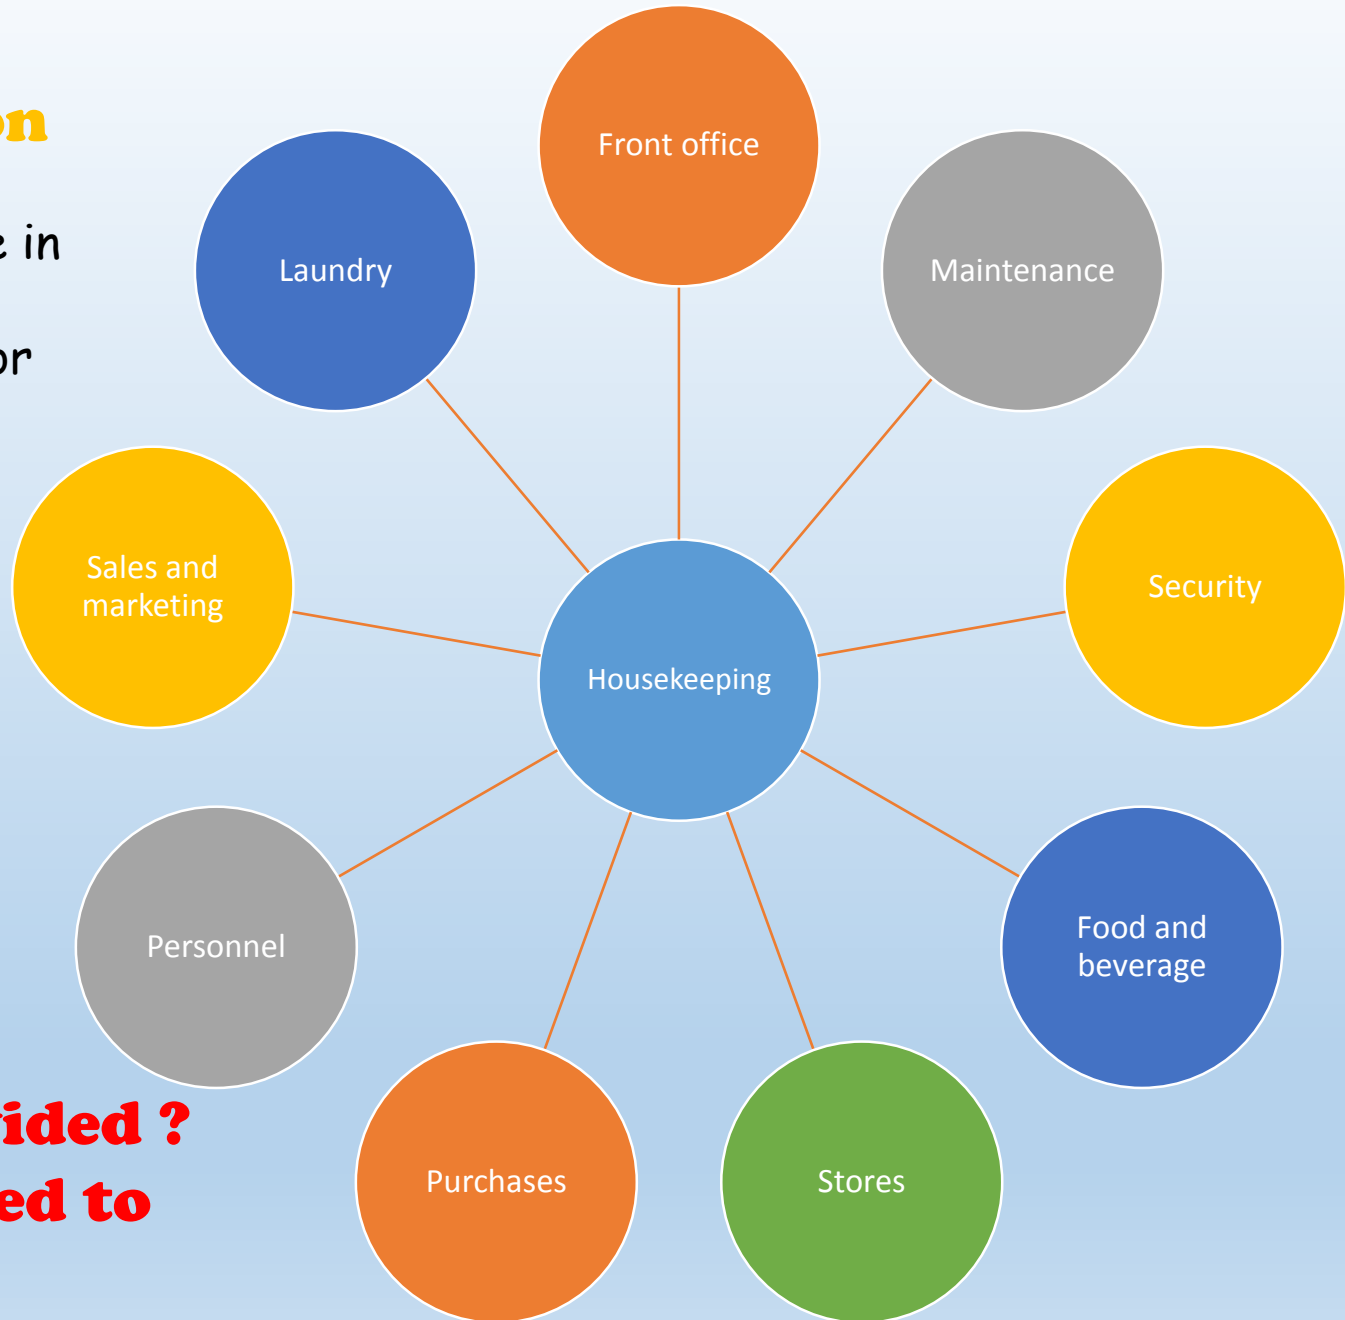 on
Front office
e in
Laundry
Maintenance
or
Sales and
marketing
Security
Housekeeping
Food and
beverage
Personnel
ided ?
Purchases
Stores
ed to